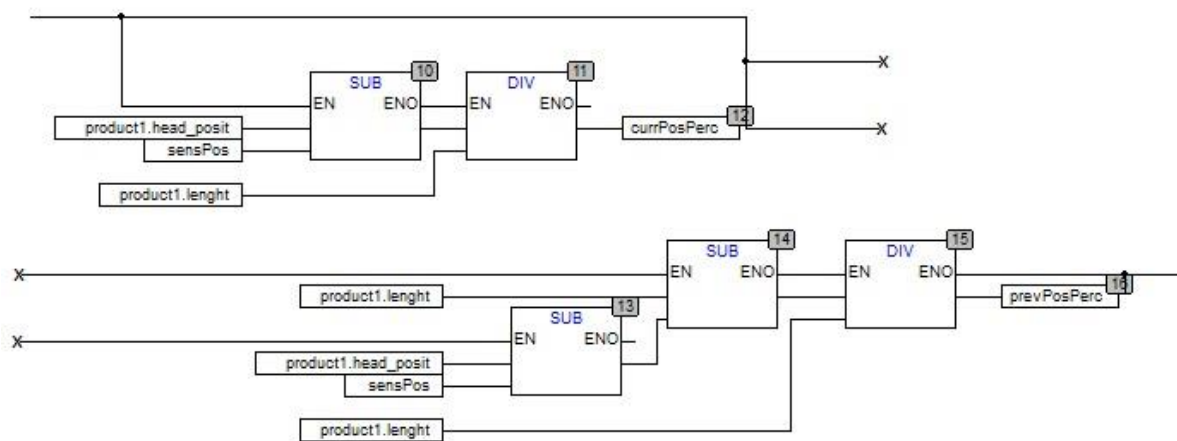 10
11
SUB
DIV
EN ENO
EN ENO
12
product1.head_posit
currPosPerc
sensPos
product1.lenght
14
15
SUB
DIV
EN ENO
EN ENO
16
product1.lenght
prevPosPerc
13
SUB
EN ENO
product1.head_posit
sensPos
product1.lenght